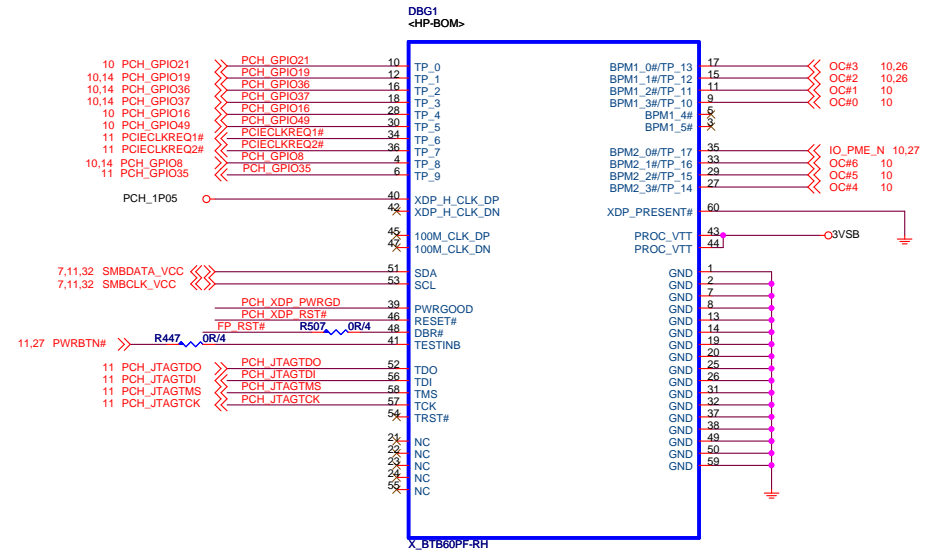 DBG1
<HP-BOM>
10 PCH_GPIO21 PCH_GPIO21 10 TP_0 BPM1_0#/TP_13 17 OC#3 10,26
10,14 PCH_GPIO19 PCH_GPIO19 12 TP_1 BPM1_1#/TP_12 15 OC#2 10,26
10,14 PCH_GPIO36 PCH_GPIO36 16 TP_2 BPM1_2#/TP_11 11 OC#1 10
10,14 PCH_GPIO37 PCH_GPIO37 18 TP_3 BPM1_3#/TP_10 9 OC#0 10
10 PCH_GPIO16 PCH_GPIO16 28 TP_4 BPM1_4# 5
10 PCH_GPIO49 PCH_GPIO49 30 TP_5 BPM1_5# 3
11 PCIECLKREQ1# PCIECLKREQ1# 34 TP_6
11 PCIECLKREQ2# PCIECLKREQ2# 36 TP_7 BPM2_0#/TP_17 35 IO_PME_N 10,27
10,14 PCH_GPIO8 PCH_GPIO8 4 TP_8 BPM2_1#/TP_16 33 OC#6 10
11 PCH_GPIO35 PCH_GPIO35 6 TP_9 BPM2_2#/TP_15 29 OC#5 10
BPM2_3#/TP_14 27 OC#4 10
PCH_1P05 40 XDP_H_CLK_DP
42 XDP_H_CLK_DN XDP_PRESENT# 60
45 100M_CLK_DP PROC_VTT 43 3VSB
47 100M_CLK_DN PROC_VTT 44
7,11,32 SMBDATA_VCC 51 SDA GND 1
7,11,32 SMBCLK_VCC 53 SCL GND 2
GND 7
PCH_XDP_PWRGD 39 PWRGOOD GND 8
PCH_XDP_RST# 46 RESET# GND 13
FP_RST# R507 0R/4 48 DBR# GND 14
11,27 PWRBTN# R447 0R/4 41 TESTINB GND 19
GND 20
11 PCH_JTAGTDO PCH_JTAGTDO 52 TDO GND 25
11 PCH_JTAGTDI PCH_JTAGTDI 56 TDI GND 26
11 PCH_JTAGTMS PCH_JTAGTMS 58 TMS GND 31
11 PCH_JTAGTCK PCH_JTAGTCK 57 TCK GND 32
54 TRST# GND 37
GND 38
21 NC GND 49
22 NC GND 50
23 NC GND 59
24 NC
55 NC
X_BTB60PF-RH